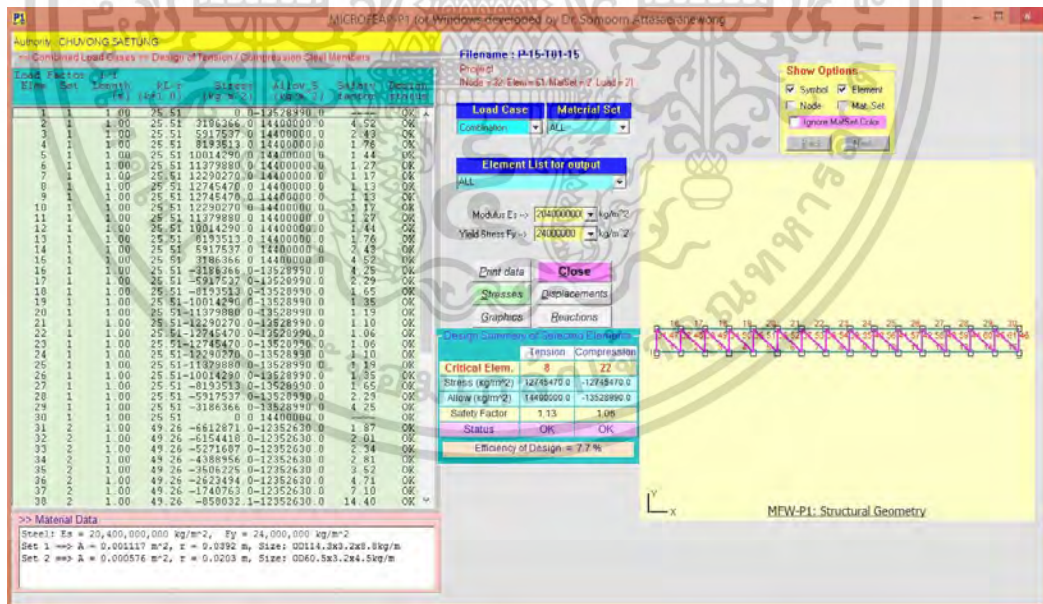 MICROFEAP-P1 for Windows developed by Dr.Somporn Attasaeranewong
Authority CHUVONG SAETUNG
>> Combined Load Cases >> Design of Tension / Compression Steel Members
Load Factor
Elem Set Length KL/r Stress Allow_S Safety Design
(kg/m^2) (kg/m^2) factor status
1 1 1.00 25.51 0.0-13528990.0 ---- OK
2 1 1.00 25.51 3186366.0 14400000.0 4.52 OK
3 1 1.00 25.51 5917537.0 14400000.0 2.43 OK
4 1 1.00 25.51 8193513.0 14400000.0 1.76 OK
5 1 1.00 25.51 10014290.0 14400000.0 1.44 OK
6 1 1.00 25.51 11379880.0 14400000.0 1.27 OK
7 1 1.00 25.51 12290270.0 14400000.0 1.17 OK
8 1 1.00 25.51 12745470.0 14400000.0 1.13 OK
9 1 1.00 25.51 12745470.0 14400000.0 1.13 OK
10 1 1.00 25.51 12290270.0 14400000.0 1.17 OK
11 1 1.00 25.51 11379880.0 14400000.0 1.27 OK
12 1 1.00 25.51 10014290.0 14400000.0 1.44 OK
13 1 1.00 25.51 8193513.0 14400000.0 1.76 OK
14 1 1.00 25.51 5917537.0 14400000.0 2.43 OK
15 1 1.00 25.51 3186366.0 14400000.0 4.52 OK
16 1 1.00 25.51 -3186366.0-13528990.0 4.25 OK
17 1 1.00 25.51 -5917537.0-13528990.0 2.29 OK
18 1 1.00 25.51 -8193513.0-13528990.0 1.65 OK
19 1 1.00 25.51-10014290.0-13528990.0 1.35 OK
20 1 1.00 25.51-11379880.0-13528990.0 1.19 OK
21 1 1.00 25.51-12290270.0-13528990.0 1.10 OK
22 1 1.00 25.51-12745470.0-13528990.0 1.06 OK
23 1 1.00 25.51-12745470.0-13528990.0 1.06 OK
24 1 1.00 25.51-12290270.0-13528990.0 1.10 OK
25 1 1.00 25.51-11379880.0-13528990.0 1.19 OK
26 1 1.00 25.51-10014290.0-13528990.0 1.35 OK
27 1 1.00 25.51 -8193513.0-13528990.0 1.65 OK
28 1 1.00 25.51 -5917537.0-13528990.0 2.29 OK
29 1 1.00 25.51 -3186366.0-13528990.0 4.25 OK
30 1 1.00 25.51 0.0 14400000.0 ---- OK
31 2 1.00 49.26 -6612871.0-12352630.0 1.87 OK
32 2 1.00 49.26 -6154418.0-12352630.0 2.01 OK
33 2 1.00 49.26 -5271687.0-12352630.0 2.34 OK
34 2 1.00 49.26 -4388956.0-12352630.0 2.81 OK
35 2 1.00 49.26 -3506225.0-12352630.0 3.52 OK
36 2 1.00 49.26 -2623494.0-12352630.0 4.71 OK
37 2 1.00 49.26 -1740763.0-12352630.0 7.10 OK
38 2 1.00 49.26 -858032.1-12352630.0 14.40 OK
>> Material Data
Steel: Es = 20,400,000,000 kg/m^2, Fy = 24,000,000 kg/m^2
Set 1 ==> A = 0.001117 m^2, r = 0.0392 m, Size: OD114.3x3.2x8.8kg/m
Set 2 ==> A = 0.000576 m^2, r = 0.0203 m, Size: OD60.5x3.2x4.5kg/m
Filename : P-15-T01-15
Project
(Node = 32 Elem = 61 MatSet = 2 Load = 2)
Load Case Material Set
Combination ALL
Element List for output
ALL
Modulus Es --> 204000000 kg/m^2
Yield Stress Fy --> 24000000 kg/m^2
Print data Close
Stresses Displacements
Graphics Reactions
Design Summary of Selected Elements
Tension Compression
Critical Elem. 8 22
Stress (kg/m^2) 12745470.0 -12745470.0
Allow (kg/m^2) 14400000.0 -13528990.0
Safety Factor 1.13 1.06
Status OK OK
Efficiency of Design = 7.7 %
Show Options
Symbol Element
Node Mat. Set
Ignore MatSet Color
Back Next
16 17 18 19 20 21 22 23 24 25 26 27 28 29 30
Y
X
MFW-P1: Structural Geometry